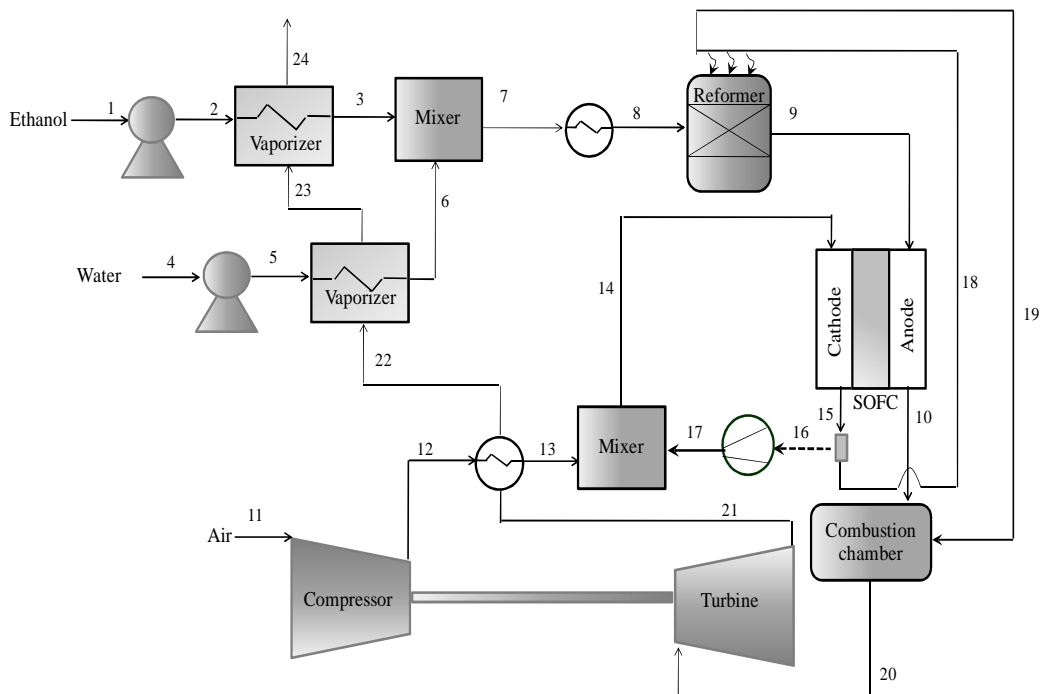 24
1
2
3
7
8
9
Ethanol
Vaporizer
Mixer
Reformer
23
6
4
5
Water
Vaporizer
14
18
19
Cathode
Anode
22
SOFC
15
10
12
13
Mixer
17
16
11
Air
21
Combustion
chamber
Compressor
Turbine
20